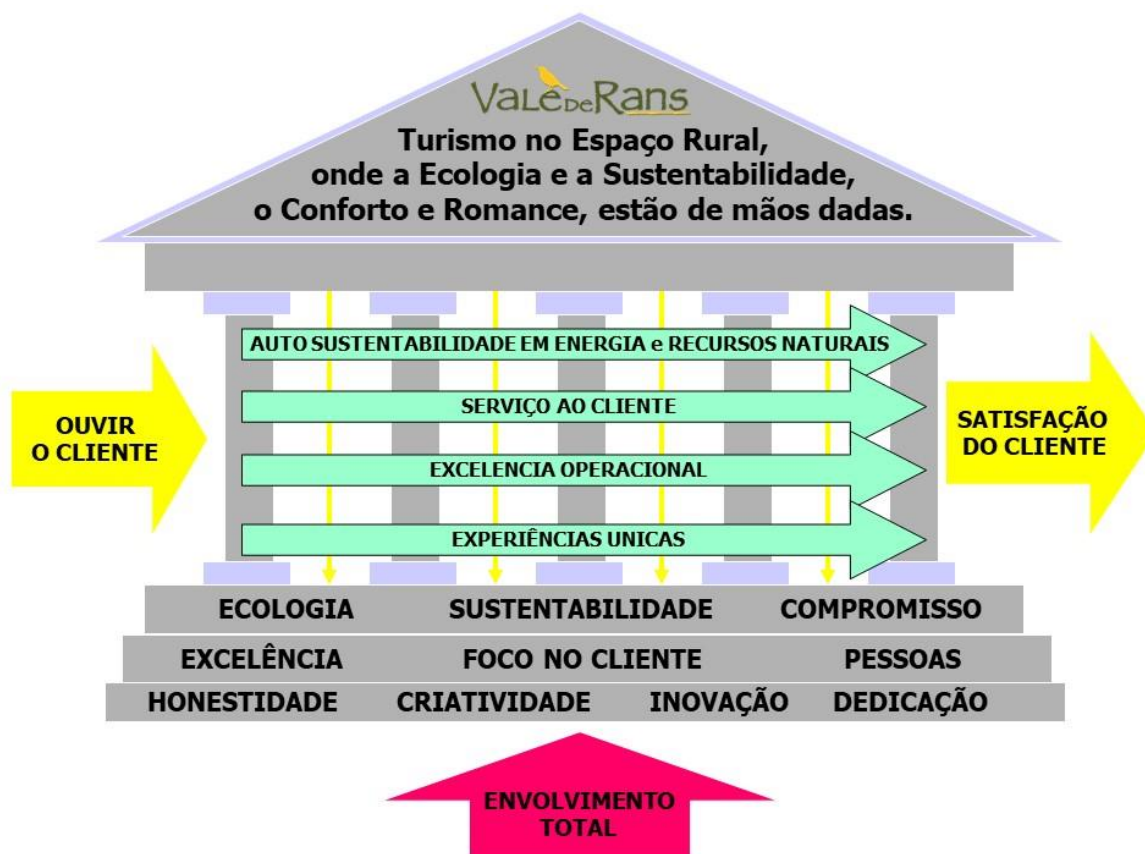 VALE DE RANS
Turismo no Espaço Rural,
onde a Ecologia e a Sustentabilidade,
o Conforto e Romance, estão de mãos dadas.
AUTO SUSTENTABILIDADE EM ENERGIA e RECURSOS NATURAIS
SERVIÇO AO CLIENTE
OUVIR
O CLIENTE
SATISFAÇÃO
DO CLIENTE
EXCELENCIA OPERACIONAL
EXPERIÊNCIAS UNICAS
ECOLOGIA SUSTENTABILIDADE COMPROMISSO
EXCELÊNCIA FOCO NO CLIENTE PESSOAS
HONESTIDADE CRIATIVIDADE INOVAÇÃO DEDICAÇÃO
ENVOLVIMENTO
TOTAL